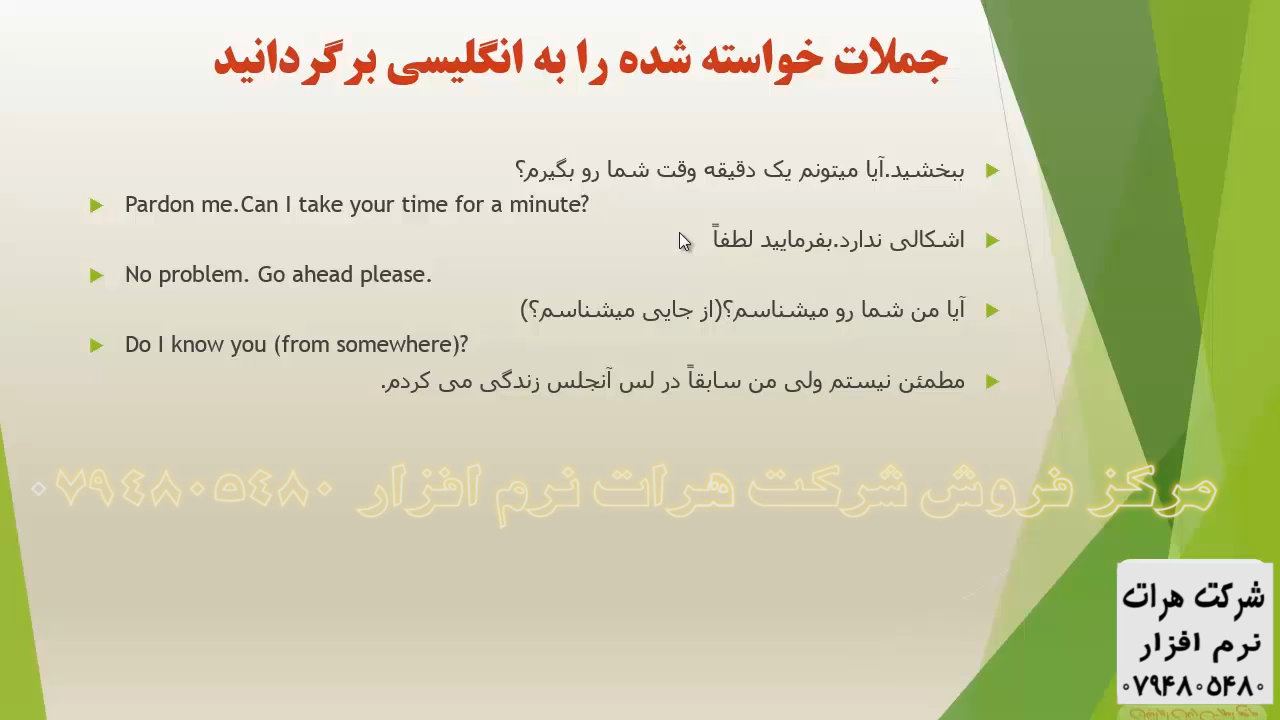 جملات خواسته شده را به انگلیسی برگردانید
ببخشید.آیا میتونم یک دقیقه وقت شما رو بگیرم؟
Pardon me.Can I take your time for a minute?
اشکالی ندارد.بفرمایید لطفاً
No problem. Go ahead please.
آیا من شما رو میشناسم؟(از جایی میشناسم؟)
Do I know you (from somewhere)?
مطمئن نیستم ولی من سابقاً در لس آنجلس زندگی می کردم.
مرکز فروش شرکت هرات نرم افزار ۰۷۹۴۸۰۵۴۸۰
شرکت هرات
نرم افزار
۰۷۹۴۸۰۵۴۸۰